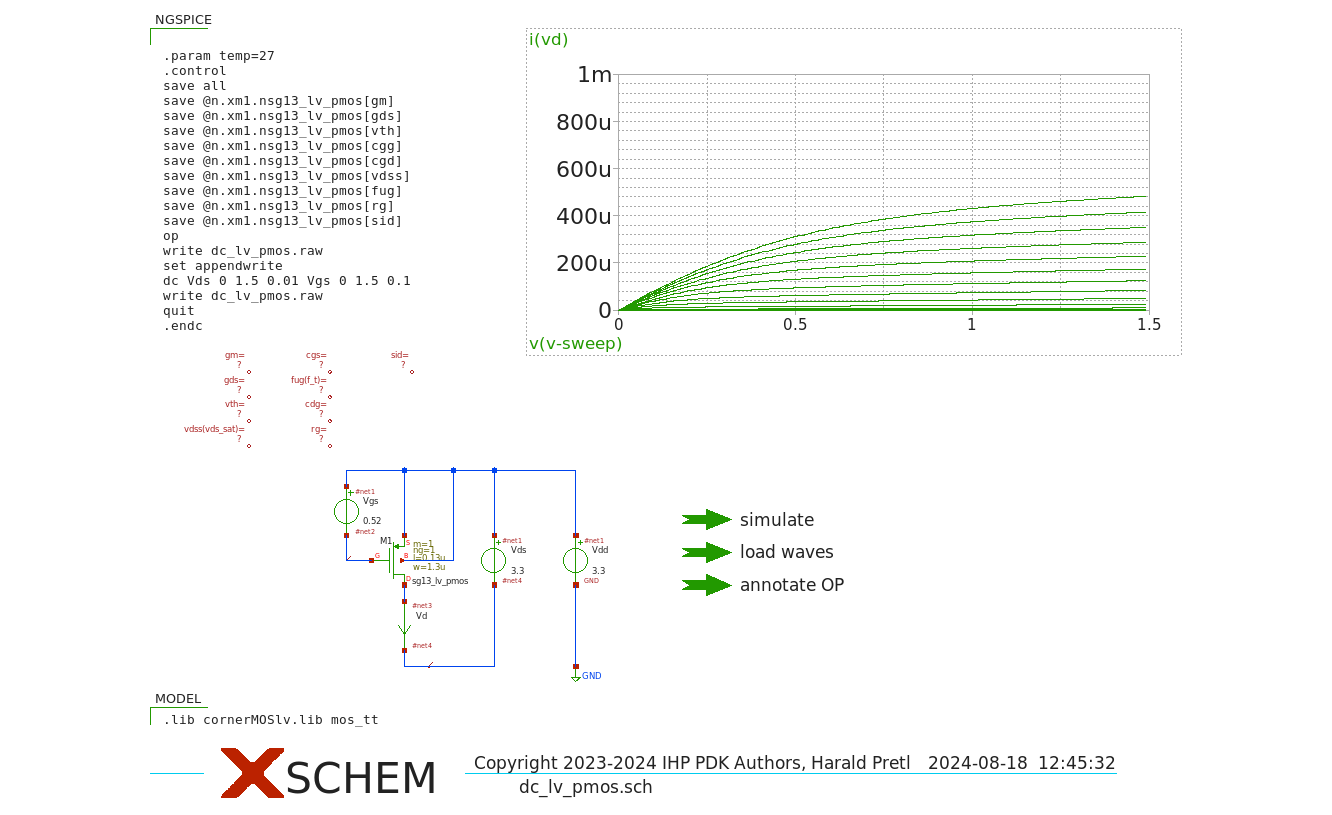 NGSPICE
.param temp=27
.control
save all
save @n.xm1.nsg13_lv_pmos[gm]
save @n.xm1.nsg13_lv_pmos[gds]
save @n.xm1.nsg13_lv_pmos[vth]
save @n.xm1.nsg13_lv_pmos[cgg]
save @n.xm1.nsg13_lv_pmos[cgd]
save @n.xm1.nsg13_lv_pmos[vdss]
save @n.xm1.nsg13_lv_pmos[fug]
save @n.xm1.nsg13_lv_pmos[rg]
save @n.xm1.nsg13_lv_pmos[sid]
op
write dc_lv_pmos.raw
set appendwrite
dc Vds 0 1.5 0.01 Vgs 0 1.5 0.1
write dc_lv_pmos.raw
quit
.endc
i(vd)
1m
800u
600u
400u
200u
0
0 0.5 1 1.5
v(v-sweep)
gm= cgs= sid=
? ? ?
gds= fug(f_t)=
? ?
vth= cdg=
? ?
vdss(vds_sat)= rg=
? ?
#net1
Vgs
0.52
#net2
M1
G
S
B
D
m=1
ng=1
l=0.13u
w=1.3u
sg13_lv_pmos
#net3
Vd
#net4
#net1
Vds
3.3
#net4
#net1
Vdd
3.3
GND
GND
simulate
load waves
annotate OP
MODEL
.lib cornerMOSlv.lib mos_tt
XSCHEM
Copyright 2023-2024 IHP PDK Authors, Harald Pretl 2024-08-18 12:45:32
dc_lv_pmos.sch